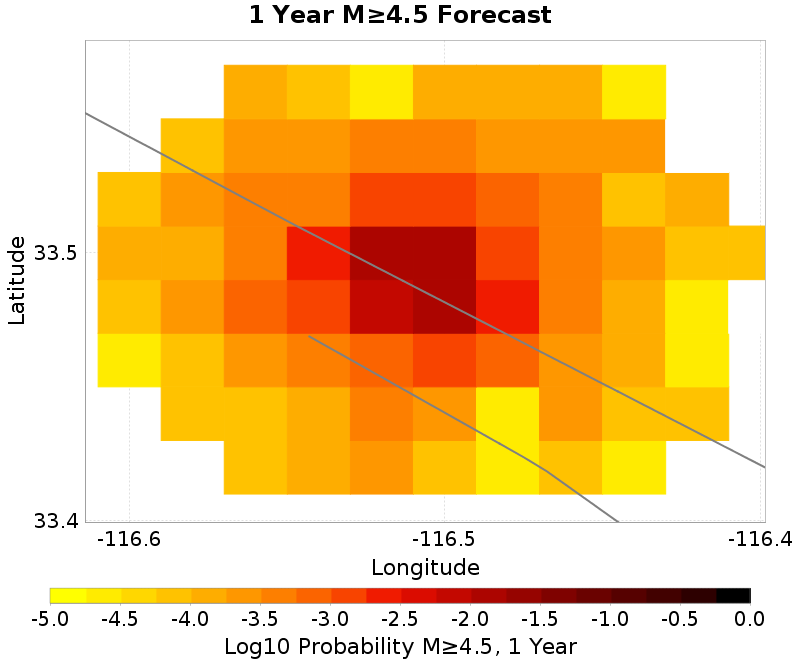 1 Year M≥4.5 Forecast
Latitude
33.5
33.4
-116.6 -116.5 -116.4
Longitude
-5.0 -4.5 -4.0 -3.5 -3.0 -2.5 -2.0 -1.5 -1.0 -0.5 0.0
Log10 Probability M≥4.5, 1 Year